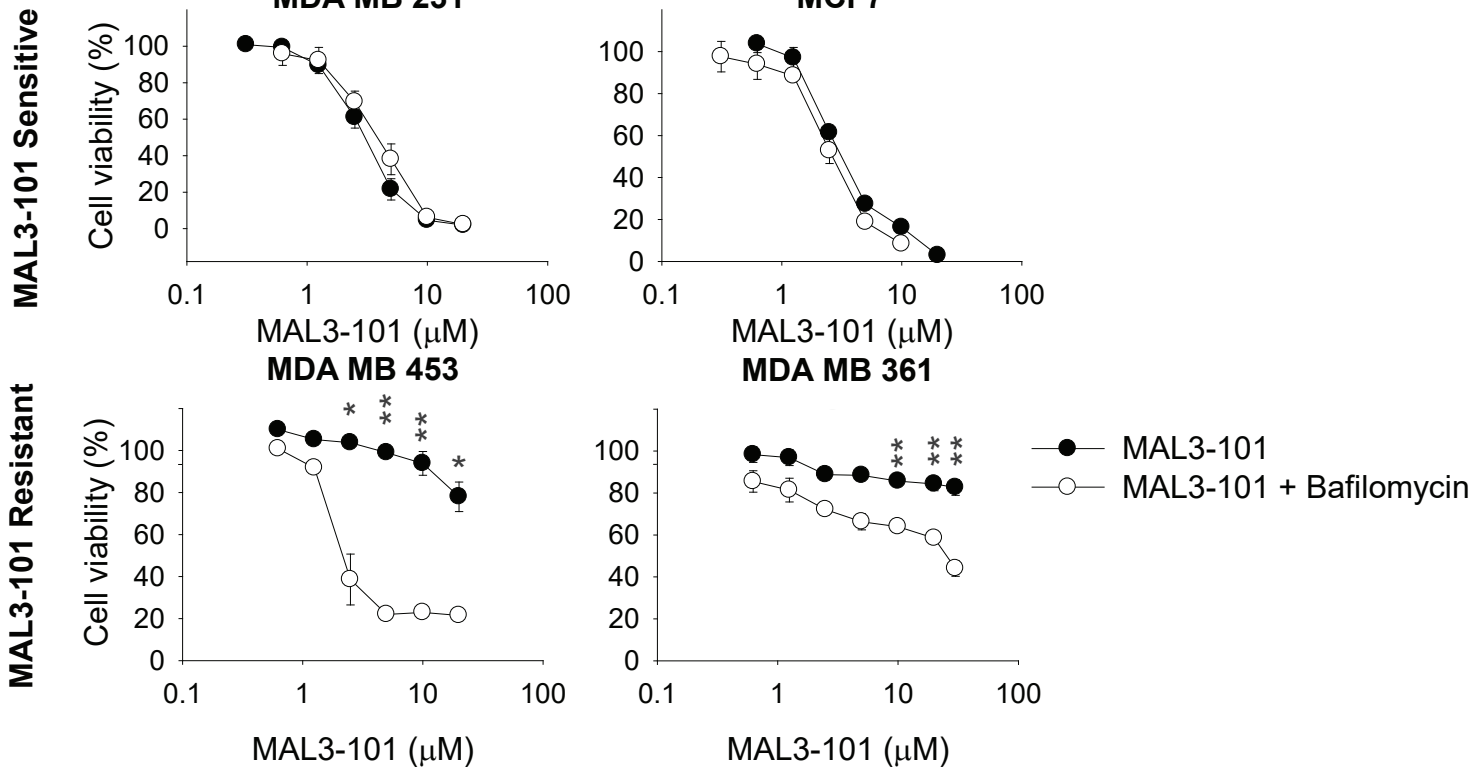 MDA MB 231
MCF7
MAL3-101 Sensitive
Cell viability (%)
100
80
60
40
20
0
0.1 1 10 100
MAL3-101 (μM)
100
80
60
40
20
0
0.1 1 10 100
MAL3-101 (μM)
MDA MB 453
MDA MB 361
MAL3-101 Resistant
Cell viability (%)
100
80
60
40
20
0
* ** ** *
0.1 1 10 100
MAL3-101 (μM)
100
80
60
40
20
0
** ** **
0.1 1 10 100
MAL3-101 (μM)
MAL3-101
MAL3-101 + Bafilomycin